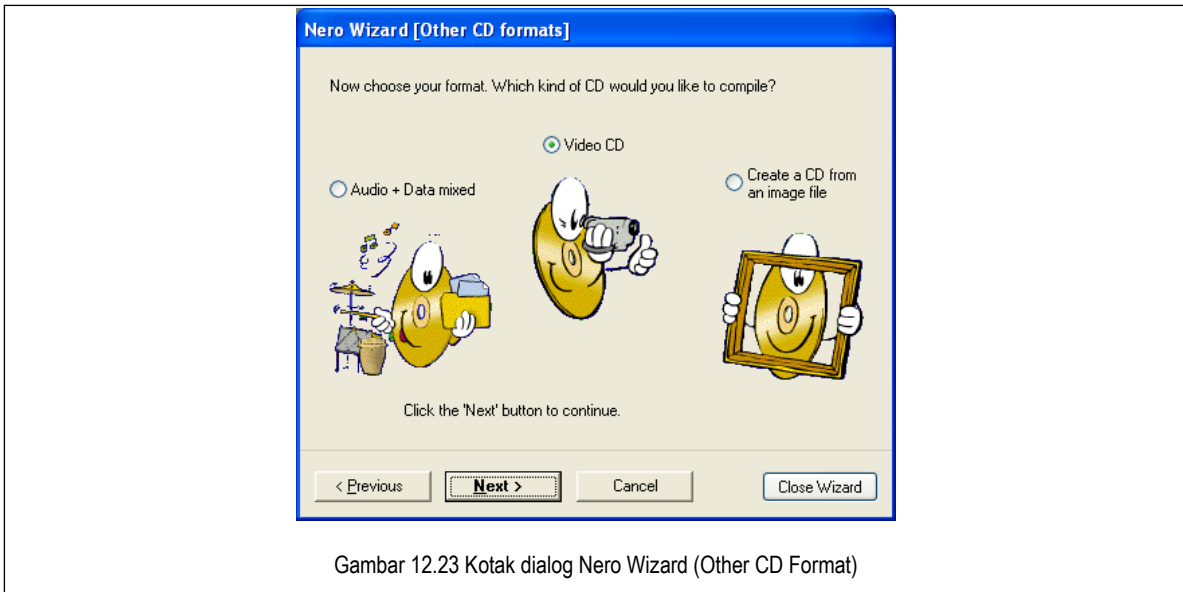 Nero Wizard [Other CD formats]
Now choose your format. Which kind of CD would you like to compile?
Video CD
Audio + Data mixed
Create a CD from
an image file
Click the 'Next' button to continue.
< Previous
Next >
Cancel
Close Wizard
Gambar 12.23 Kotak dialog Nero Wizard (Other CD Format)